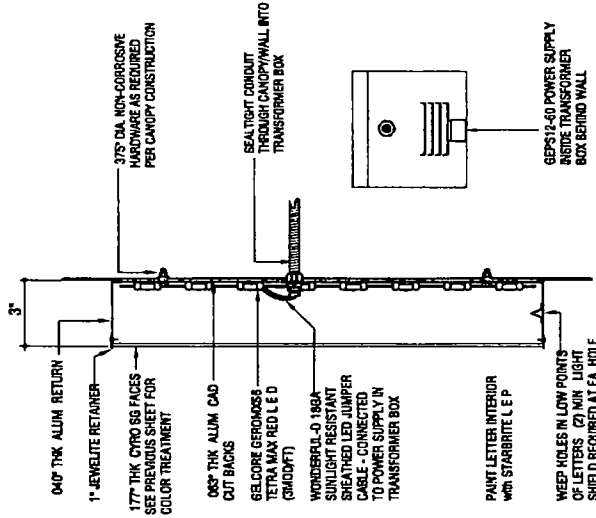 3"
.040" THK ALUM RETURN
1" JEWELITE RETAINER
.177" THK CYRO SG FACES
SEE PREVIOUS SHEET FOR
COLOR TREATMENT
.063" THK ALUM CAD
CUT BACKS
GELCORE
TETRA MAX RED L E D
(3MOD/FT)
WONDERFUL-D 18GA
SUNLIGHT RESISTANT
SHEATHED LED JUMPER
CABLE - CONNECTED
TO POWER SUPPLY IN
TRANSFORMER BOX
PAINT LETTER INTERIOR
with STARBRITE L E P
WEEP HOLES IN LOW POINTS
OF LETTERS (2) MIN LIGHT
SHIELD REQUIRED AT EA HOLE
.375" DIA. NON-CORROSIVE
HARDWARE AS REQUIRED
PER CANOPY CONSTRUCTION
SEALTIGHT CONDUIT
THROUGH CANOPY/WALL INTO
TRANSFORMER BOX
GEPS12-60 POWER SUPPLY
INSIDE TRANSFORMER
BOX BEHIND WALL